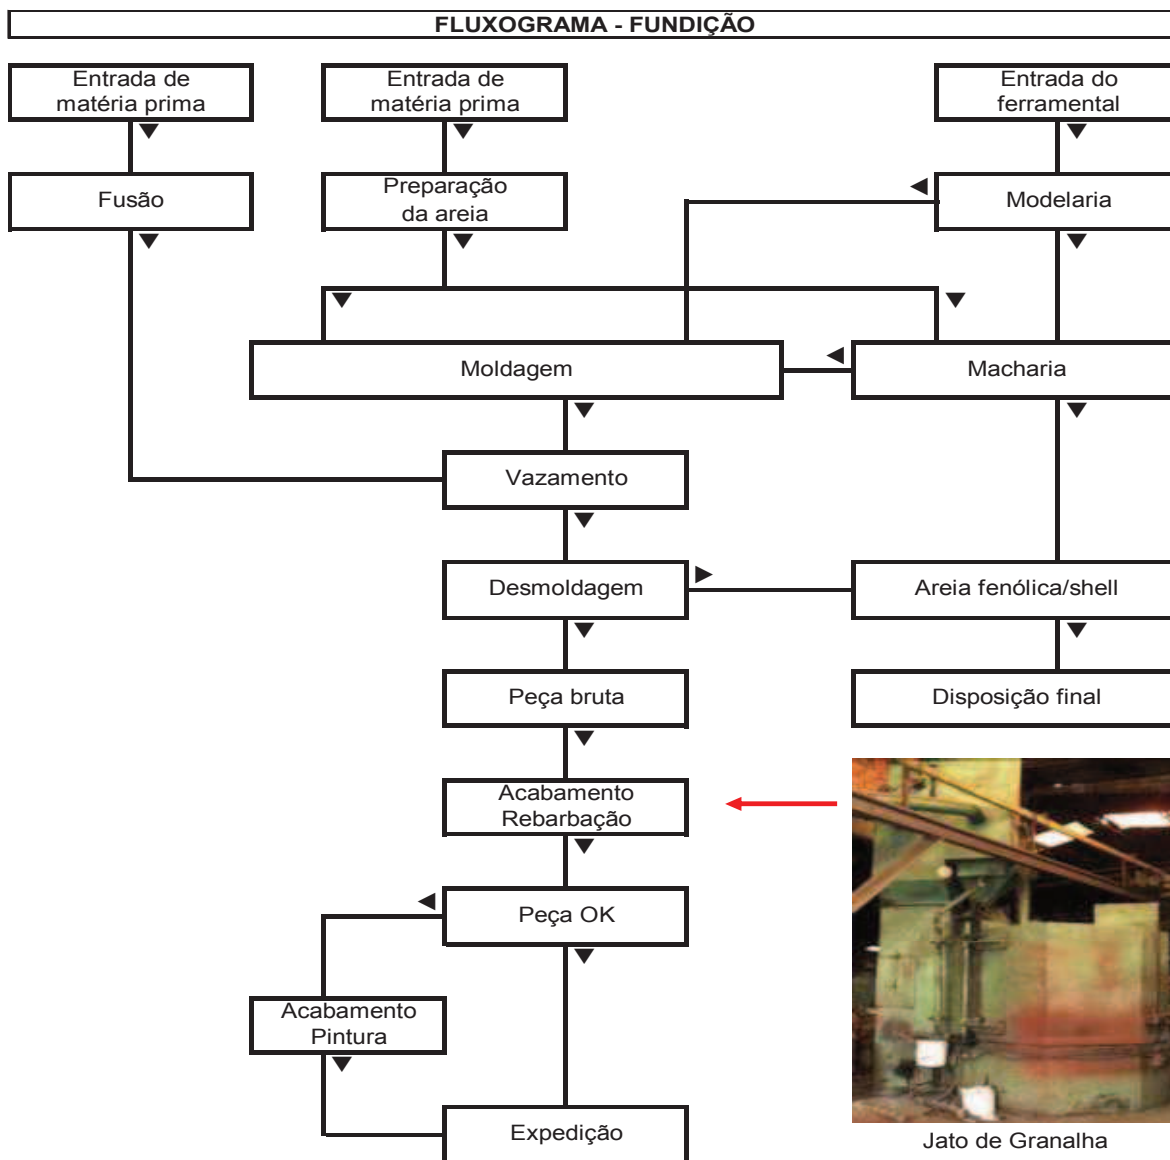 FLUXOGRAMA - FUNDIÇÃO
Entrada de
matéria prima
Entrada de
matéria prima
Entrada do
ferramental
Fusão
Preparação
da areia
Modelaria
Moldagem
Macharia
Vazamento
Desmoldagem
Areia fenólica/shell
Peça bruta
Disposição final
Acabamento
Rebarbação
Peça OK
Acabamento
Pintura
Expedição
Jato de Granalha